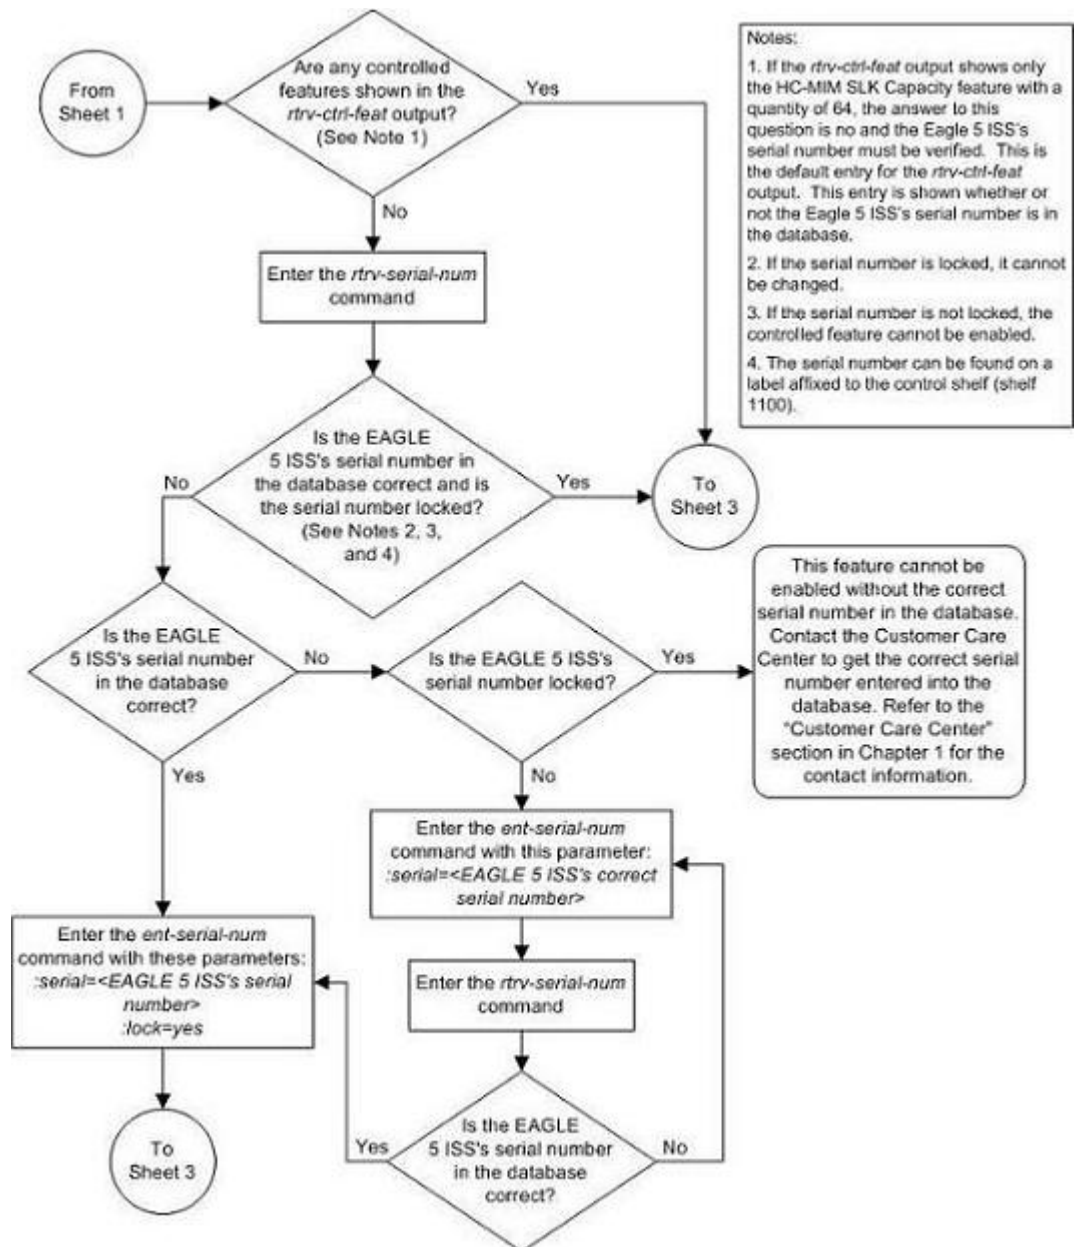 From
Sheet 1
Are any controlled
features shown in the
rtrv-ctrl-feat output?
(See Note 1)
Yes
No
Notes:
1. If the rtrv-ctrl-feat output shows only
the HC-MIM SLK Capacity feature with a
quantity of 64, the answer to this
question is no and the Eagle 5 ISS's
serial number must be verified. This is
the default entry for the rtrv-ctrl-feat
output. This entry is shown whether or
not the Eagle 5 ISS's serial number is in
the database.
2. If the serial number is locked, it cannot
be changed.
3. If the serial number is not locked, the
controlled feature cannot be enabled.
4. The serial number can be found on a
label affixed to the control shelf (shelf
1100).
Enter the rtrv-serial-num
command
Is the EAGLE
5 ISS's serial number in
the database correct and is
the serial number locked?
(See Notes 2, 3,
and 4)
No
Yes
To
Sheet 3
Is the EAGLE
5 ISS's serial number
in the database
correct?
No
Yes
Is the EAGLE 5 ISS's
serial number locked?
Yes
No
This feature cannot be
enabled without the correct
serial number in the database.
Contact the Customer Care
Center to get the correct serial
number entered into the
database. Refer to the
"Customer Care Center"
section in Chapter 1 for the
contact information.
Enter the ent-serial-num
command with this parameter:
:serial=<EAGLE 5 ISS's correct
serial number>
Enter the ent-serial-num
command with these parameters:
:serial=<EAGLE 5 ISS's serial
number>
:lock=yes
Enter the rtrv-serial-num
command
Is the EAGLE
5 ISS's serial number
in the database
correct?
Yes
No
To
Sheet 3